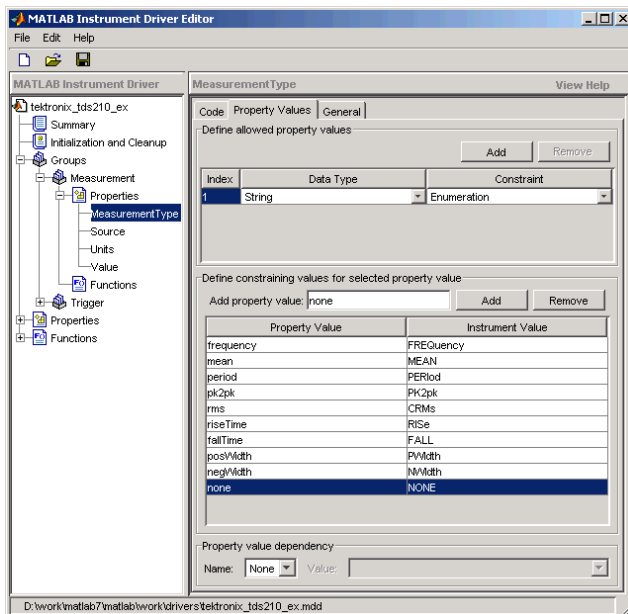 MATLAB Instrument Driver Editor
File Edit Help
MATLAB Instrument Driver
tektronix_tds210_ex
Summary
Initialization and Cleanup
Groups
Measurement
Properties
MeasurementType
Source
Units
Value
Functions
Trigger
Properties
Functions
MeasurementType View Help
Code Property Values General
Define allowed property values
Add Remove
Index Data Type Constraint
1 String Enumeration
Define constraining values for selected property value
Add property value: none Add Remove
Property Value Instrument Value
frequency FREQuency
mean MEAN
period PERIod
pk2pk PK2pk
rms CRMs
riseTime RISe
fallTime FALL
posWidth PWIdth
negWidth NWIdth
none NONE
Property value dependency
Name: None Value:
D:\work\matlab7\matlab\work\drivers\tektronix_tds210_ex.mdd